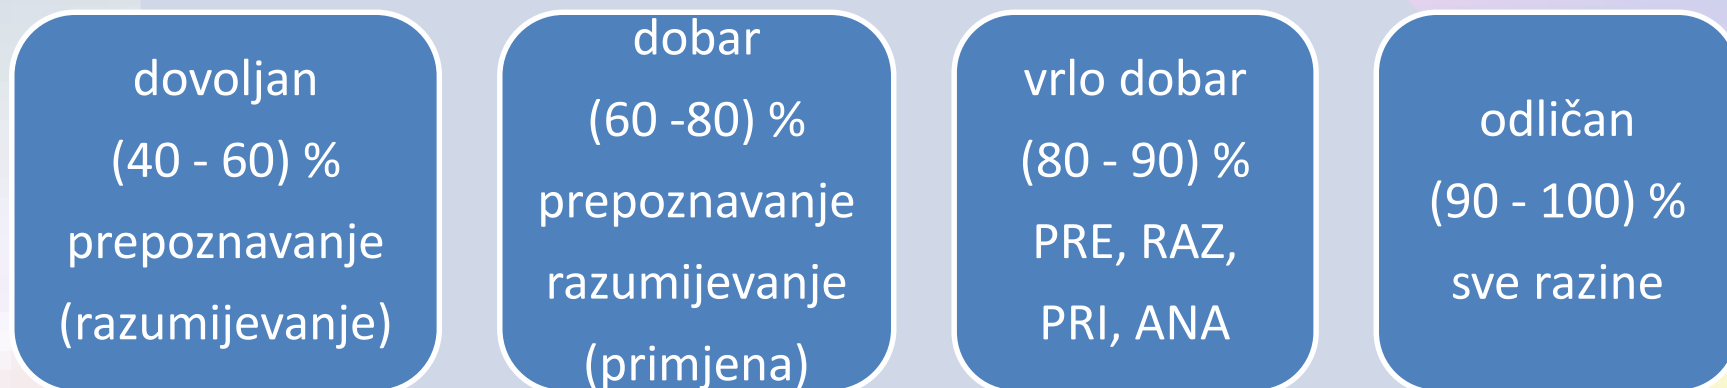 dovoljan
(40 - 60) %
prepoznavanje
(razumijevanje)
dobar
(60 -80) %
prepoznavanje
razumijevanje
(primjena)
vrlo dobar
(80 - 90) %
PRE, RAZ,
PRI, ANA
odličan
(90 - 100) %
sve razine